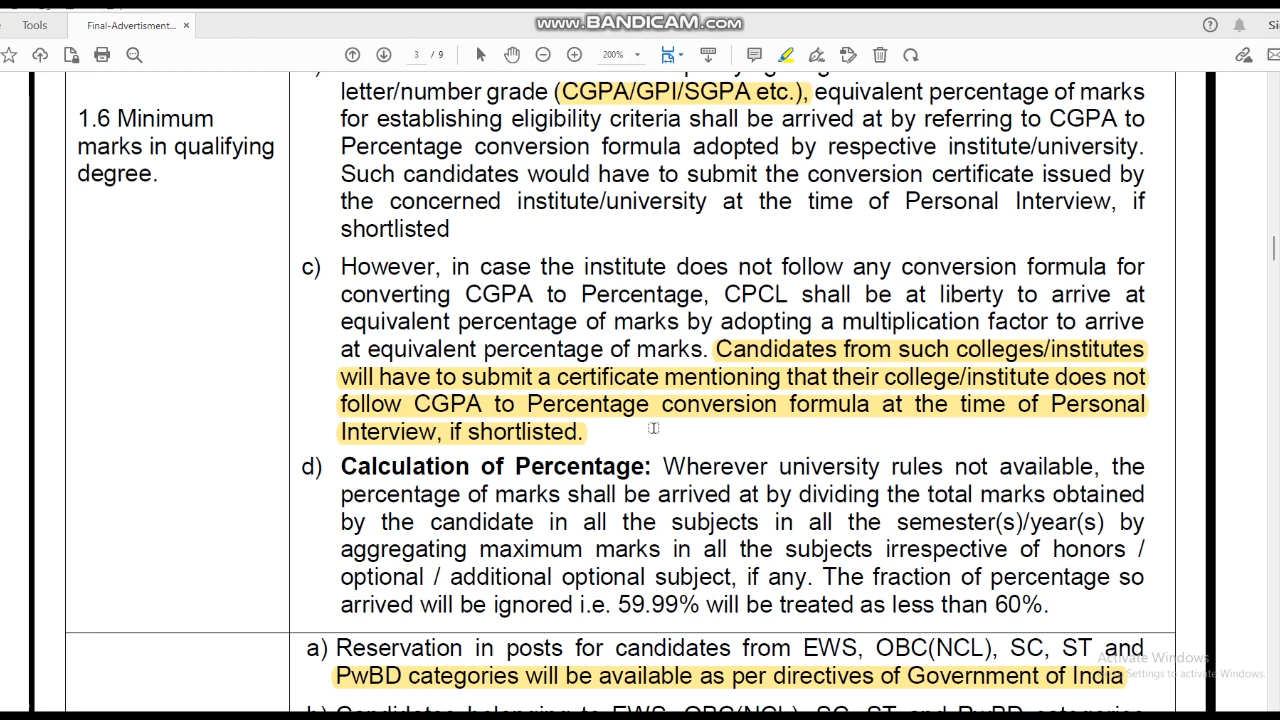 WWW.BANDICAM.COM
Tools
Final-Advertisment... ×
3 / 9
200%
1.6 Minimum
marks in qualifying
degree.
letter/number grade (CGPA/GPI/SGPA etc.), equivalent percentage of marks
for establishing eligibility criteria shall be arrived at by referring to CGPA to
Percentage conversion formula adopted by respective institute/university.
Such candidates would have to submit the conversion certificate issued by
the concerned institute/university at the time of Personal Interview, if
shortlisted
c) However, in case the institute does not follow any conversion formula for
converting CGPA to Percentage, CPCL shall be at liberty to arrive at
equivalent percentage of marks by adopting a multiplication factor to arrive
at equivalent percentage of marks. Candidates from such colleges/institutes
will have to submit a certificate mentioning that their college/institute does not
follow CGPA to Percentage conversion formula at the time of Personal
Interview, if shortlisted.
d) Calculation of Percentage: Wherever university rules not available, the
percentage of marks shall be arrived at by dividing the total marks obtained
by the candidate in all the subjects in all the semester(s)/year(s) by
aggregating maximum marks in all the subjects irrespective of honors /
optional / additional optional subject, if any. The fraction of percentage so
arrived will be ignored i.e. 59.99% will be treated as less than 60%.
a) Reservation in posts for candidates from EWS, OBC(NCL), SC, ST and
PwBD categories will be available as per directives of Government of India
Activate Windows
Settings to activate Windows.